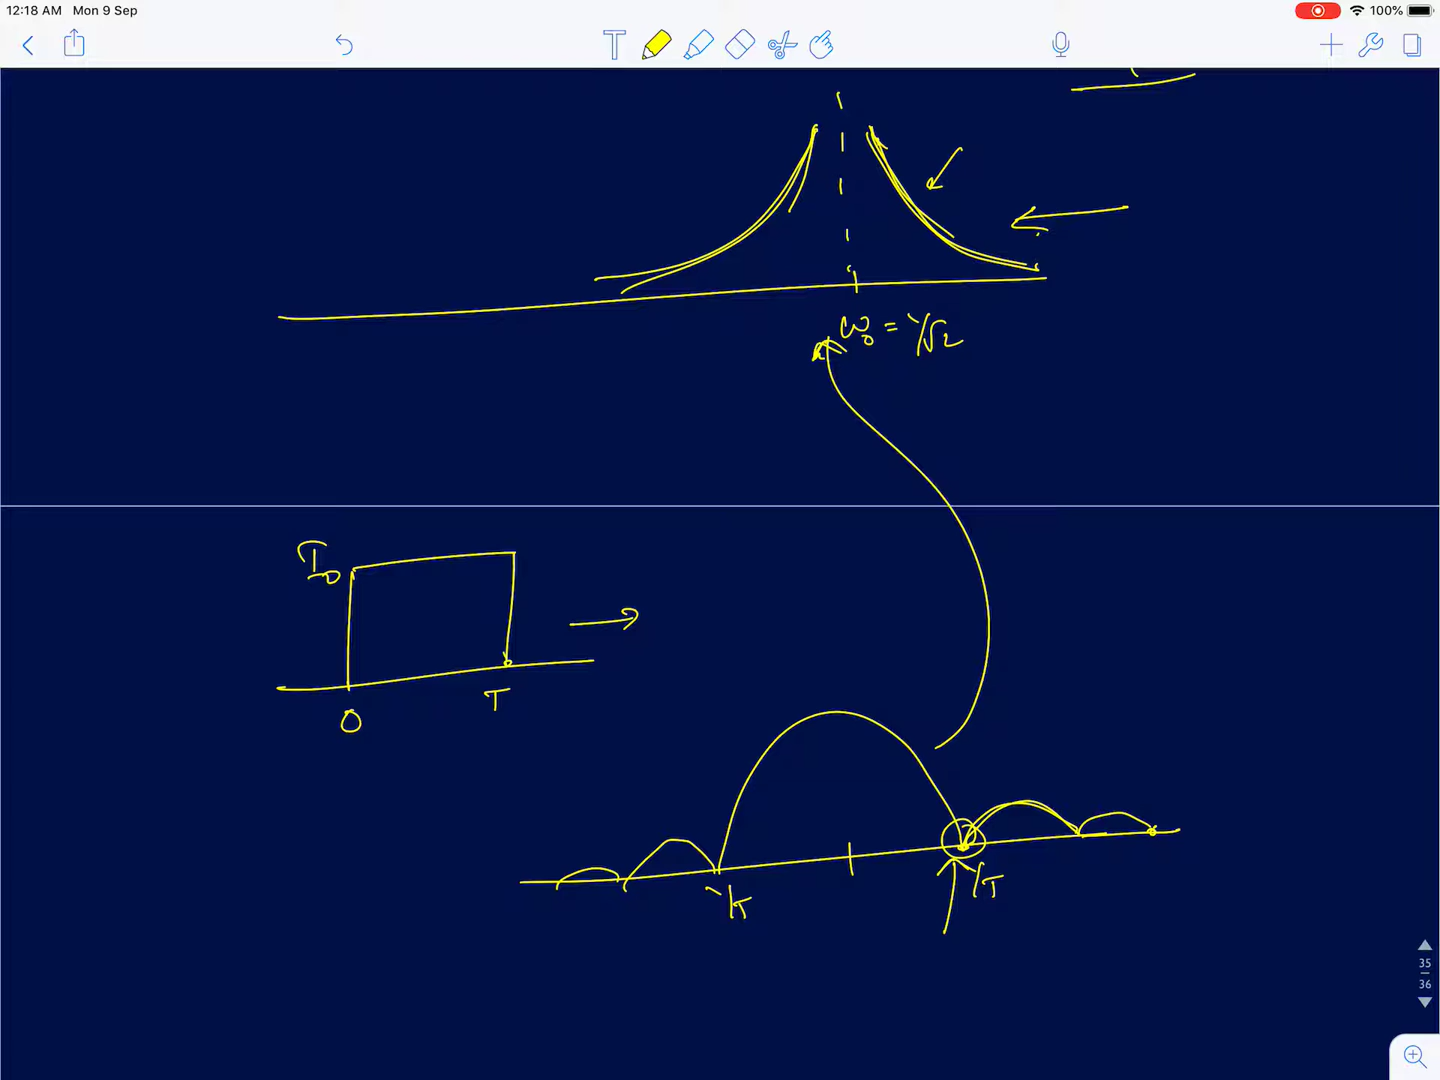 12:18 AM Mon 9 Sep
100%
ω₀ = 1/√2
I₀
0
T
-1/T
1/T
35
36